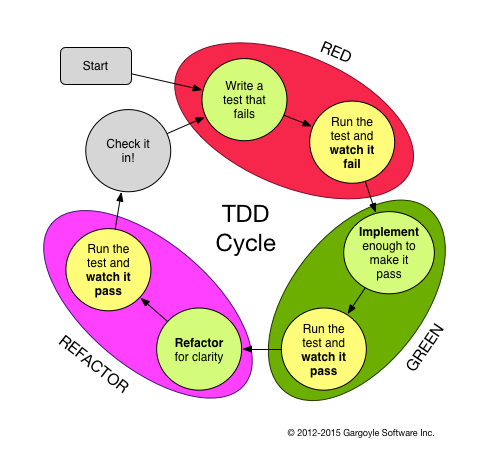 Start
RED
Write a
test that
fails
Run the
test and
watch it
fail
Check it
in!
TDD
Cycle
Implement
enough to
make it
pass
Run the
test and
watch it
pass
Run the
test and
watch it
pass
Refactor
for clarity
GREEN
REFACTOR
© 2012-2015 Gargoyle Software Inc.